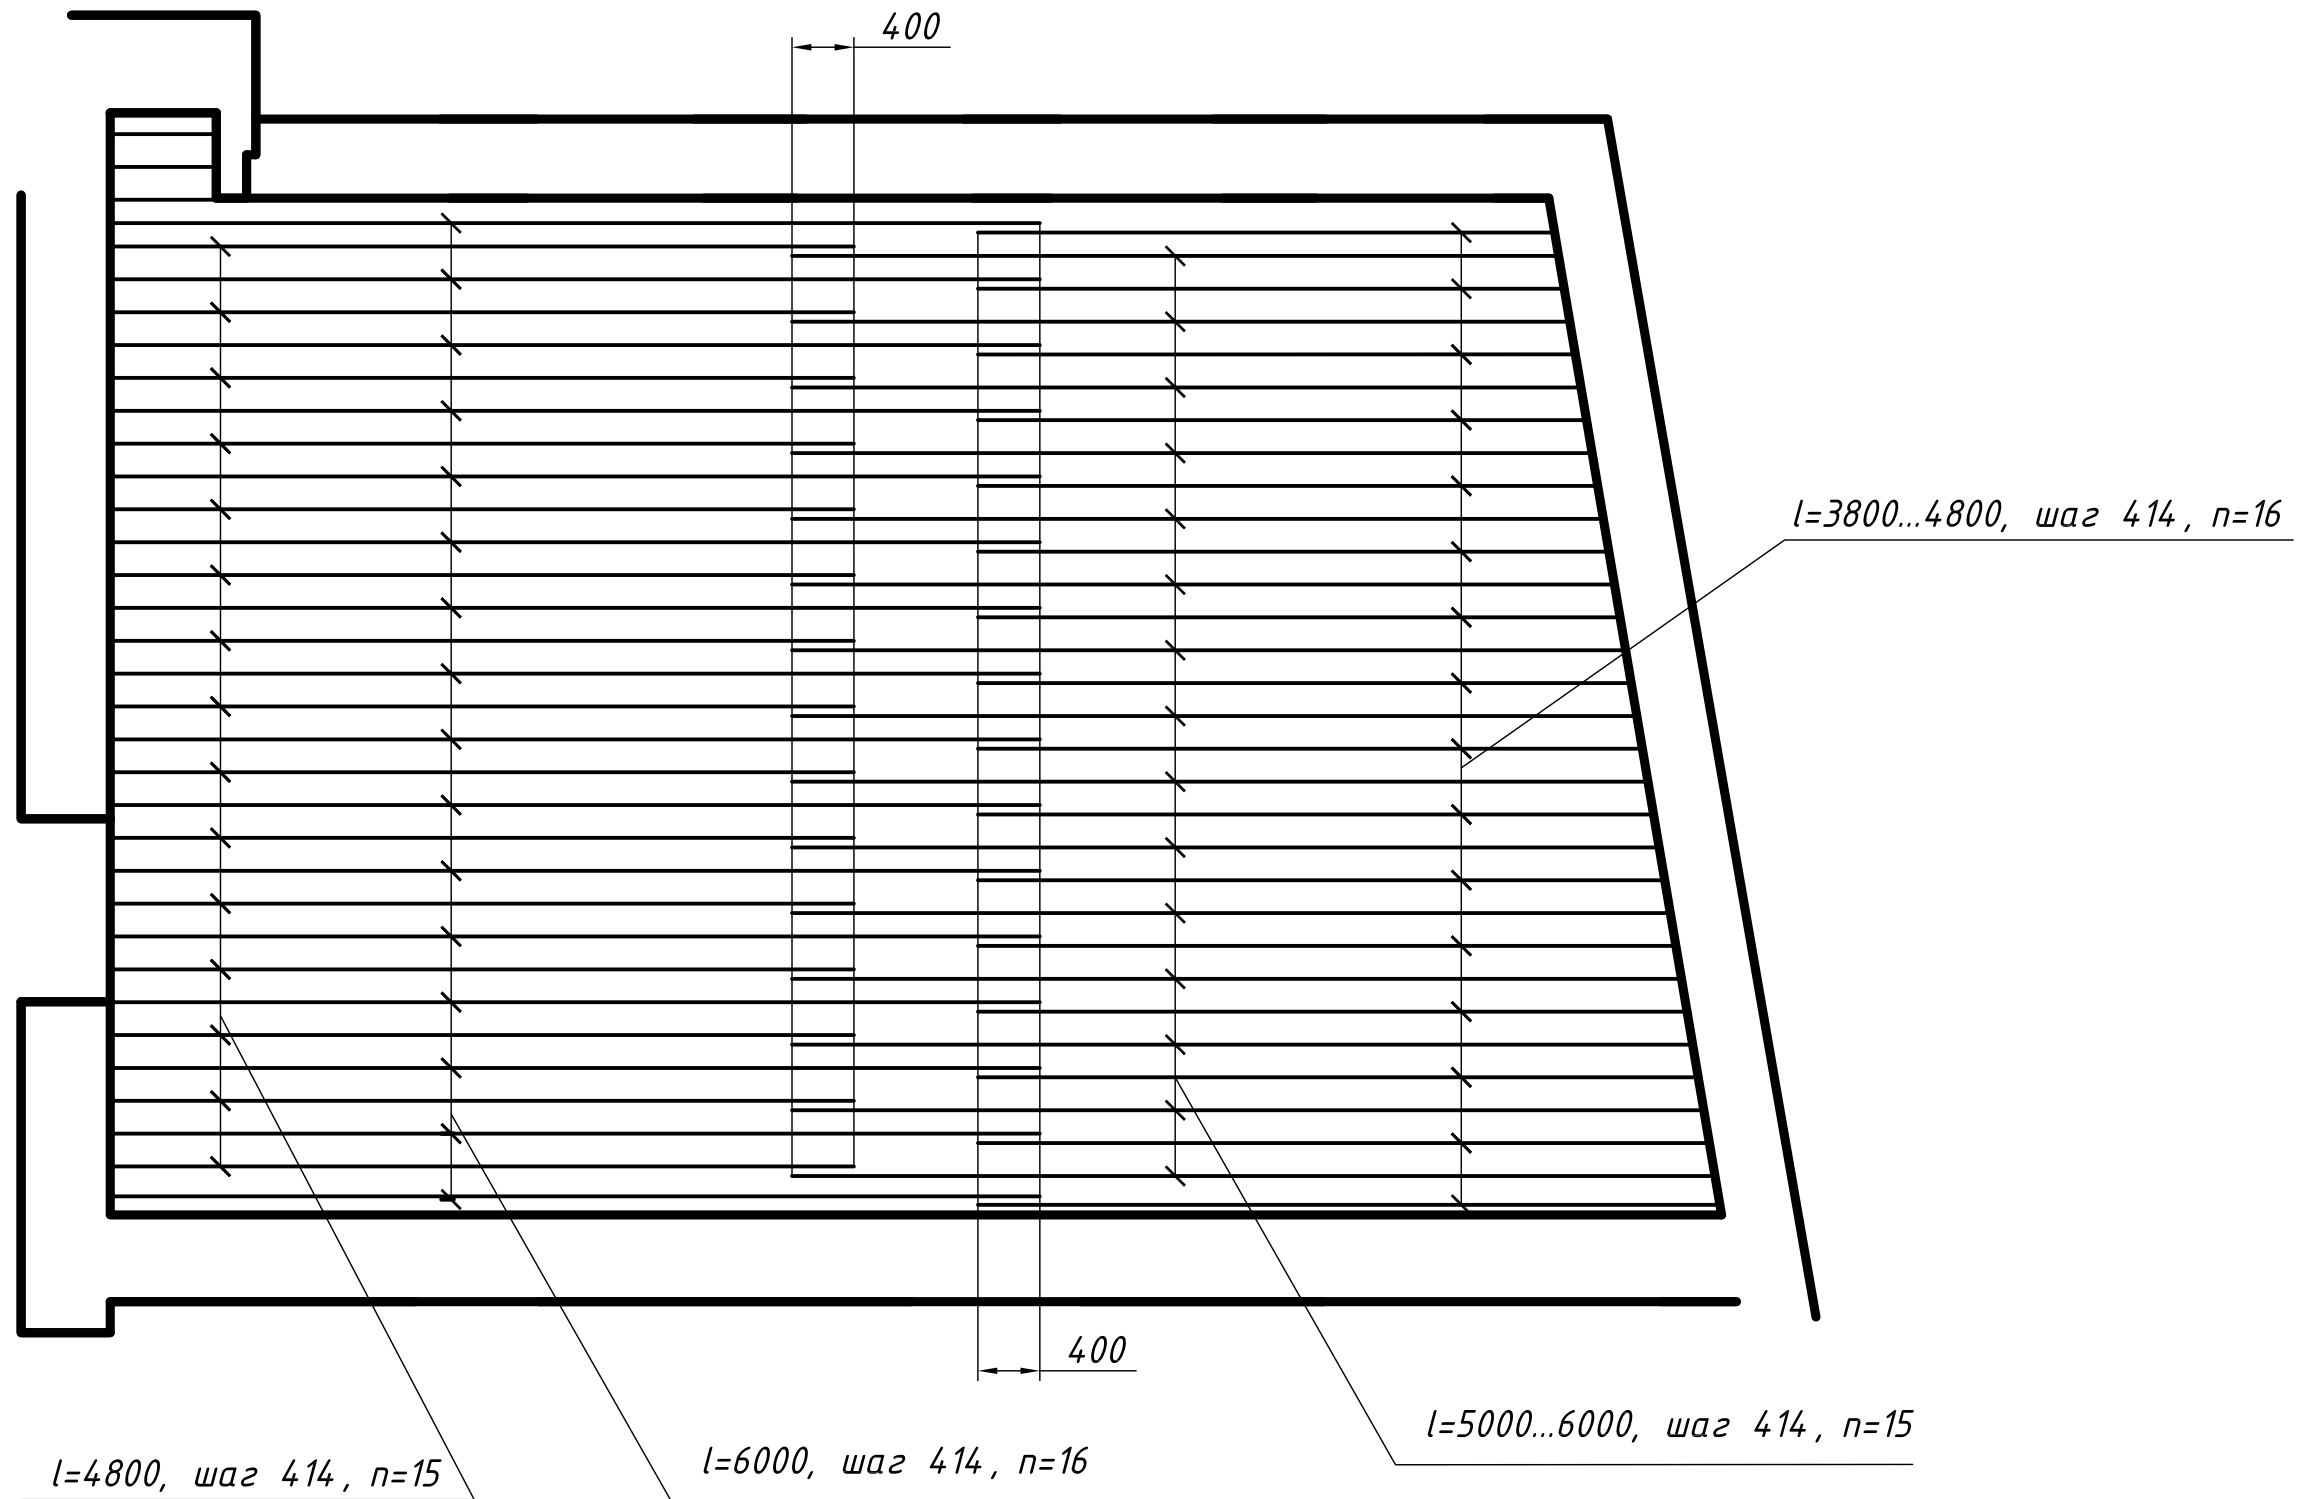 400
l=3800...4800, шаг 414, n=16
400
l=5000...6000, шаг 414, n=15
l=6000, шаг 414, n=16
l=4800, шаг 414, n=15